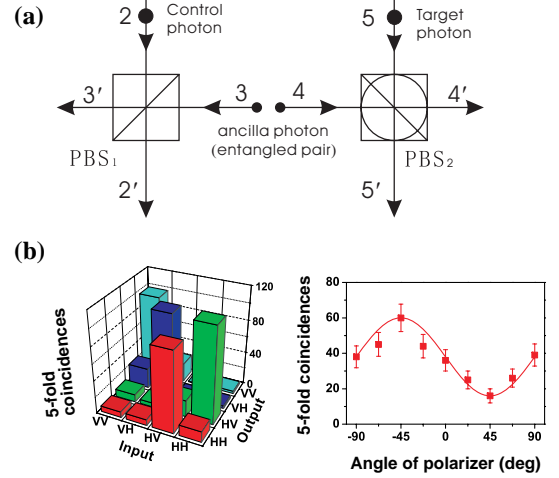 (a)
2
Control
photon
5
Target
photon
3′
3
4
4′
ancilla photon
(entangled pair)
PBS₁
PBS₂
2′
5′
(b)
5-fold
coincidences
120
80
40
0
VV
VH
HV
HH
Output
VV
VH
HV
HH
Input
5-fold coincidences
80
60
40
20
0
-90
-45
0
45
90
Angle of polarizer (deg)